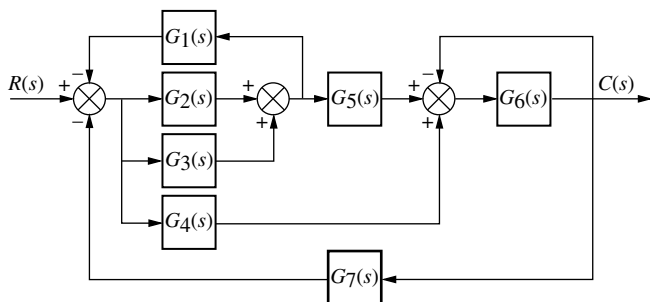 G1(s)
R(s) + − − G2(s) + + G5(s) + − + G6(s) C(s)
G3(s)
G4(s)
G7(s)